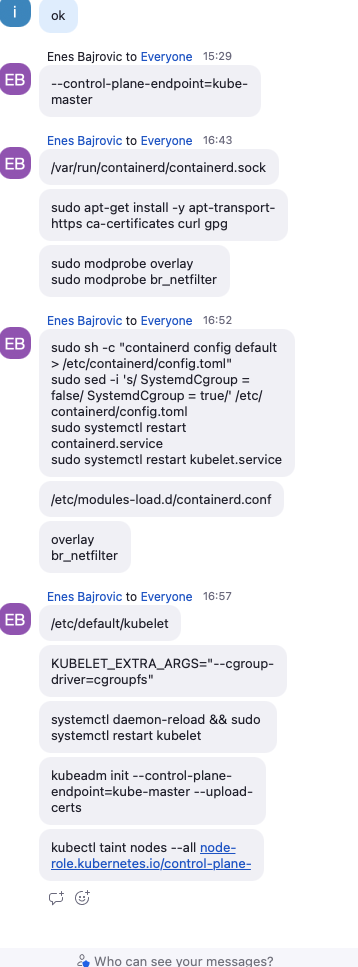 i
ok
Enes Bajrovic to Everyone 15:29
EB
--control-plane-endpoint=kube-
master
Enes Bajrovic to Everyone 16:43
EB
/var/run/containerd/containerd.sock
sudo apt-get install -y apt-transport-
https ca-certificates curl gpg
sudo modprobe overlay
sudo modprobe br_netfilter
Enes Bajrovic to Everyone 16:52
EB
sudo sh -c "containerd config default
> /etc/containerd/config.toml"
sudo sed -i 's/ SystemdCgroup =
false/ SystemdCgroup = true/' /etc/
containerd/config.toml
sudo systemctl restart
containerd.service
sudo systemctl restart kubelet.service
/etc/modules-load.d/containerd.conf
overlay
br_netfilter
Enes Bajrovic to Everyone 16:57
EB
/etc/default/kubelet
KUBELET_EXTRA_ARGS="--cgroup-
driver=cgroupfs"
systemctl daemon-reload && sudo
systemctl restart kubelet
kubeadm init --control-plane-
endpoint=kube-master --upload-
certs
kubectl taint nodes --all node-
role.kubernetes.io/control-plane-
Who can see your messages?